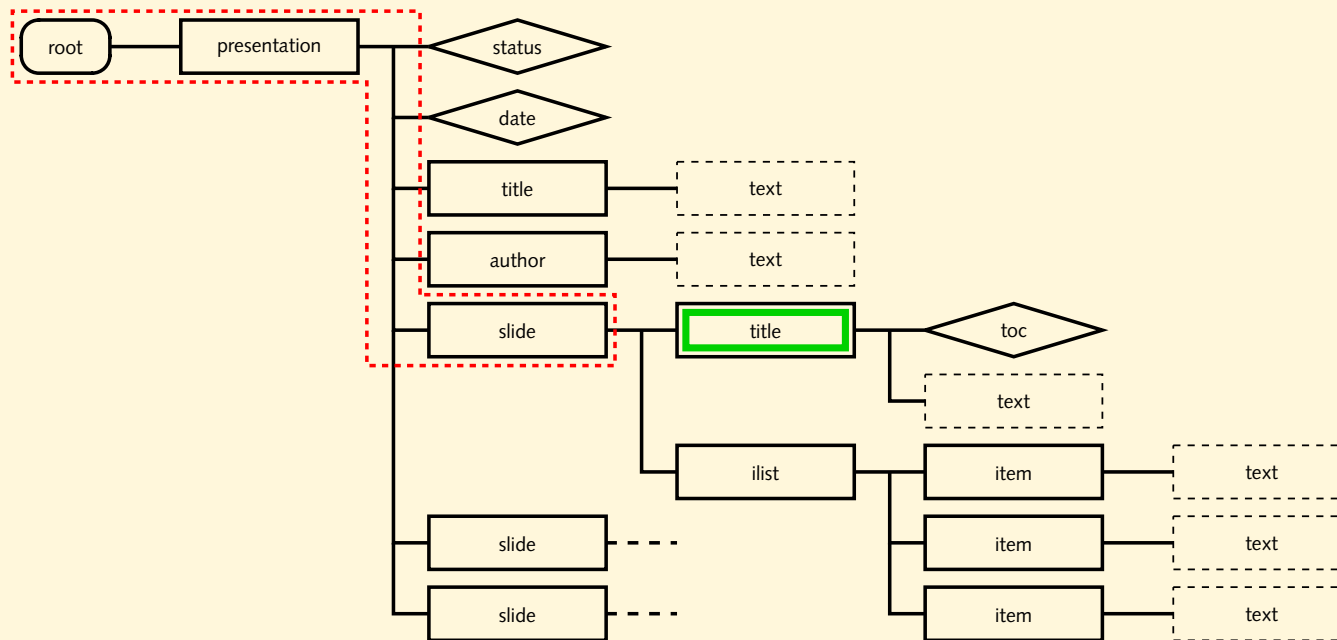 root presentation status
date
title text
author text
slide title toc
text
ilist item text
slide item text
slide item text